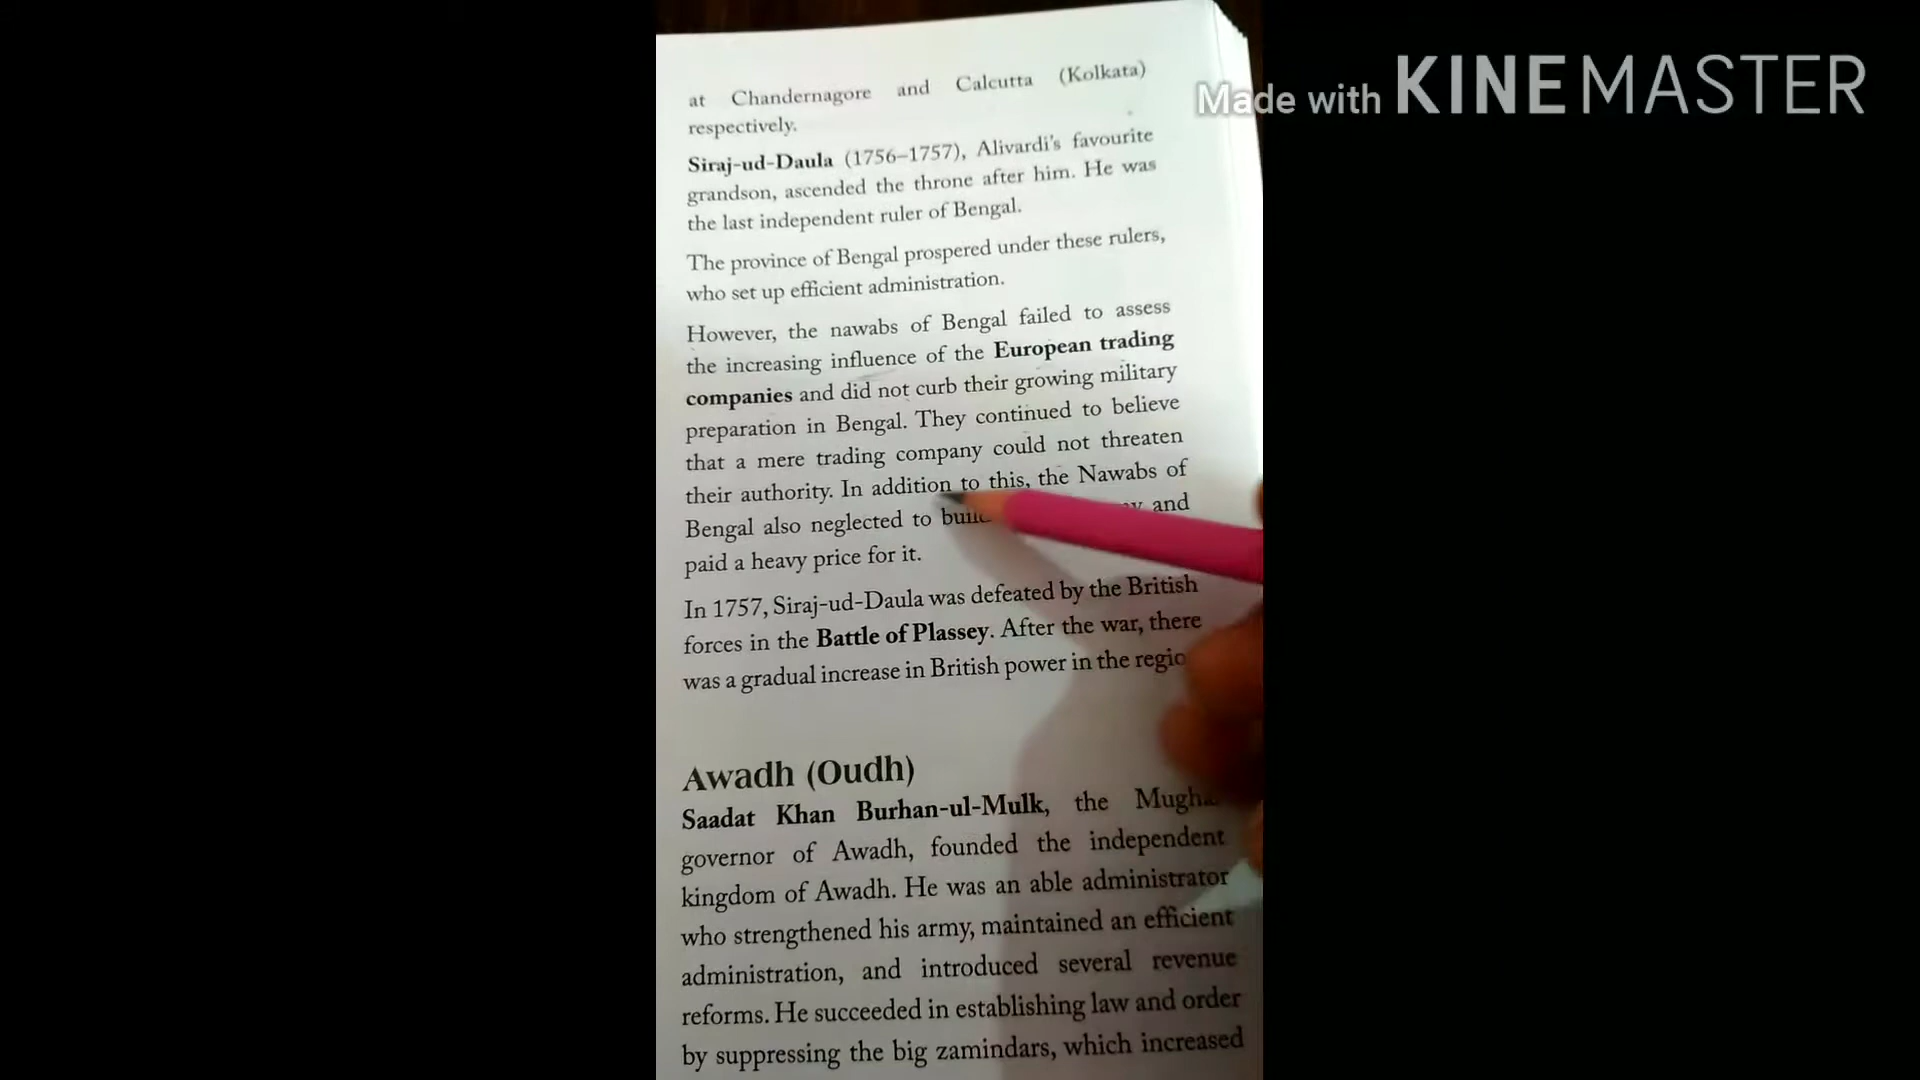 at Chandernagore and Calcutta (Kolkata)
respectively.
Siraj-ud-Daula (1756–1757), Alivardi's favourite
grandson, ascended the throne after him. He was
the last independent ruler of Bengal.
The province of Bengal prospered under these rulers,
who set up efficient administration.
However, the nawabs of Bengal failed to assess
the increasing influence of the European trading
companies and did not curb their growing military
preparation in Bengal. They continued to believe
that a mere trading company could not threaten
their authority. In addition to this, the Nawabs of
Bengal also neglected to and
paid a heavy price for it.
In 1757, Siraj-ud-Daula was defeated by the British
forces in the Battle of Plassey. After the war, there
was a gradual increase in British power in the
Awadh (Oudh)
Saadat Khan Burhan-ul-Mulk, the
governor of Awadh, founded the independent
kingdom of Awadh. He was an able administrator
who strengthened his army, maintained an efficient
administration, and introduced several revenue
reforms. He succeeded in establishing law and order
by suppressing the big zamindars, which increased
Made with KINEMASTER